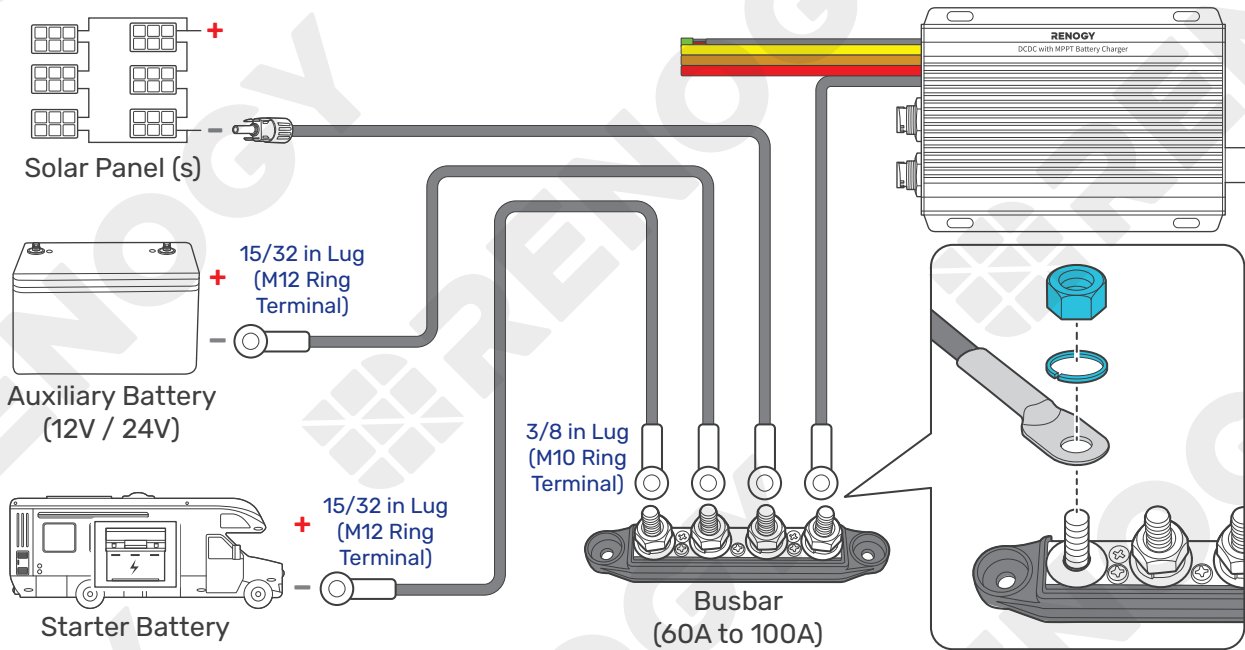 RENOGY
DCDC with MPPT Battery Charger
+
−
Solar Panel (s)
+
15/32 in Lug
(M12 Ring
Terminal)
−
Auxiliary Battery
(12V / 24V)
3/8 in Lug
(M10 Ring
Terminal)
+
15/32 in Lug
(M12 Ring
Terminal)
−
Starter Battery
Busbar
(60A to 100A)
RENOGY